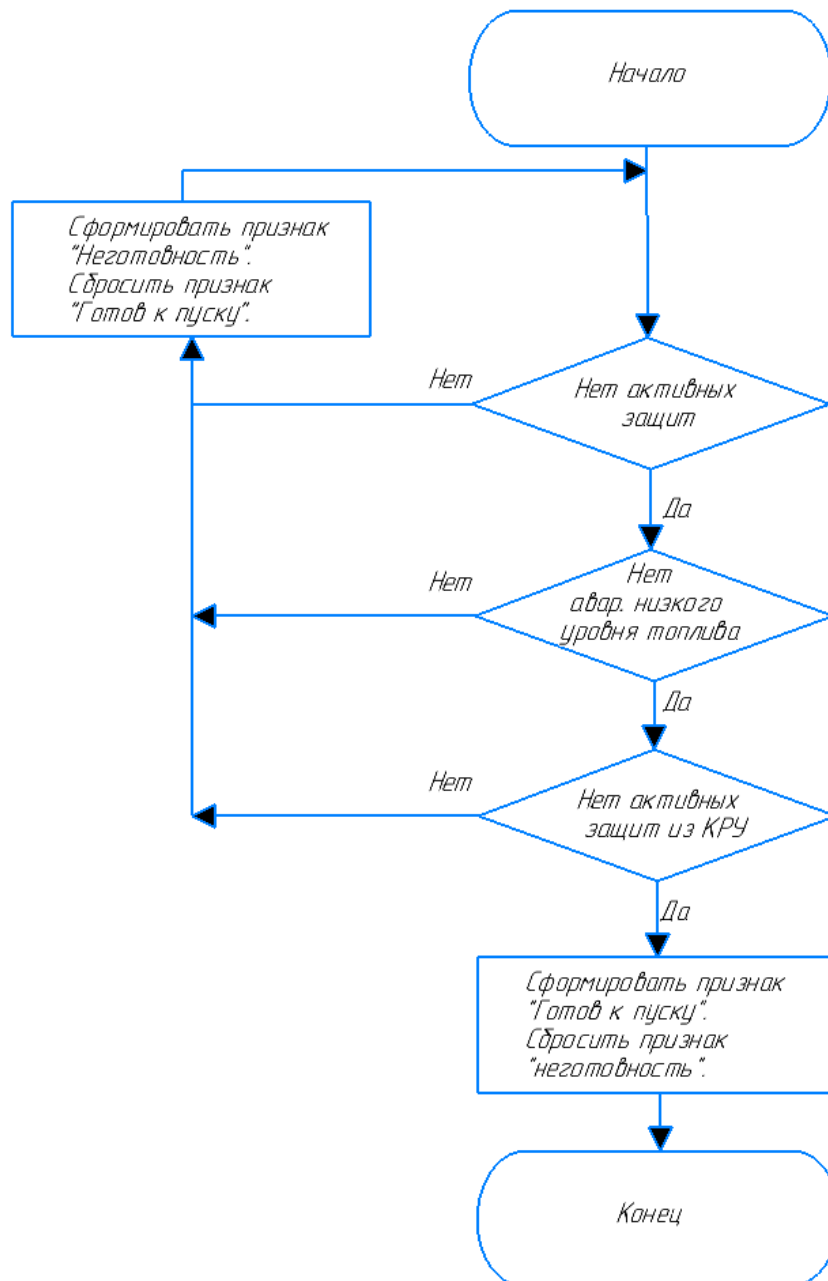 Начало
Сформировать признак
"Неготовность".
Сбросить признак
"Готов к пуску".
Нет
Нет активных
защит
Да
Нет
Нет
авар. низкого
уровня топлива
Да
Нет
Нет активных
защит из КРУ
Да
Сформировать признак
"Готов к пуску".
Сбросить признак
"неготовность".
Конец